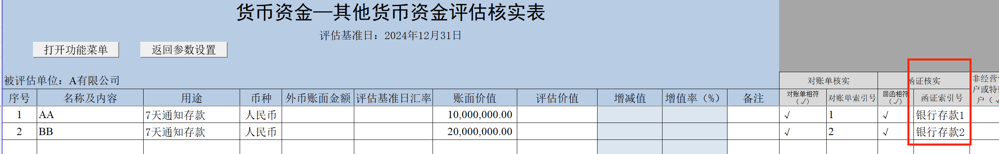 货币资金—其他货币资金评估核实表
评估基准日：2024年12月31日
打开功能菜单 返回参数设置
被评估单位：A有限公司 对账单核实 函证核实 非经营
户或特
户（
序号 名称及内容 用途 币种 外币账面金额 评估基准日汇率 账面价值 评估价值 增减值 增值率（%） 备注 对账单相符（√） 对账单索引号 回函相符（√） 函证索引号
1 AA 7天通知存款 人民币 10,000,000.00 √ 1 √ 银行存款1
2 BB 7天通知存款 人民币 20,000,000.00 √ 2 √ 银行存款2